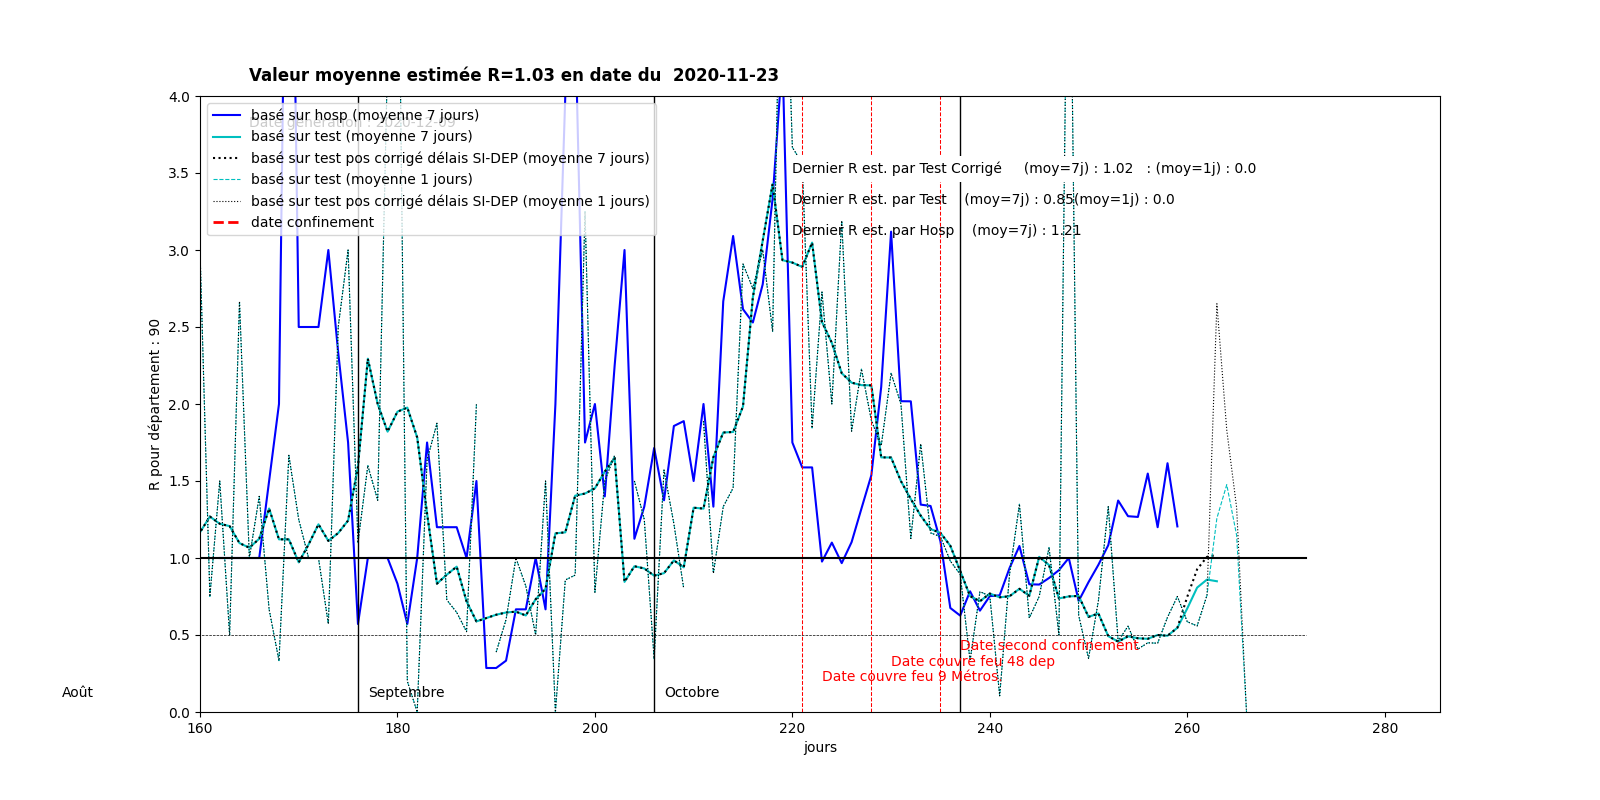 Valeur moyenne estimée R=1.03 en date du  2020-11-23
4.0
3.5
3.0
2.5
2.0
1.5
1.0
0.5
0.0
R pour département : 90
basé sur hosp (moyenne 7 jours)
Date génération : 2020-12-09
basé sur test (moyenne 7 jours)
basé sur test pos corrigé délais SI-DEP (moyenne 7 jours)
basé sur test (moyenne 1 jours)
basé sur test pos corrigé délais SI-DEP (moyenne 1 jours)
date confinement
Dernier R est. par Test Corrigé     (moy=7j) : 1.02   : (moy=1j) : 0.0
Dernier R est. par Test    (moy=7j) : 0.85(moy=1j) : 0.0
Dernier R est. par Hosp    (moy=7j) : 1.21
Date second confinement
Date couvre feu 48 dep
Date couvre feu 9 Métros
Août
Septembre
Octobre
160 180 200 220 240 260 280
jours